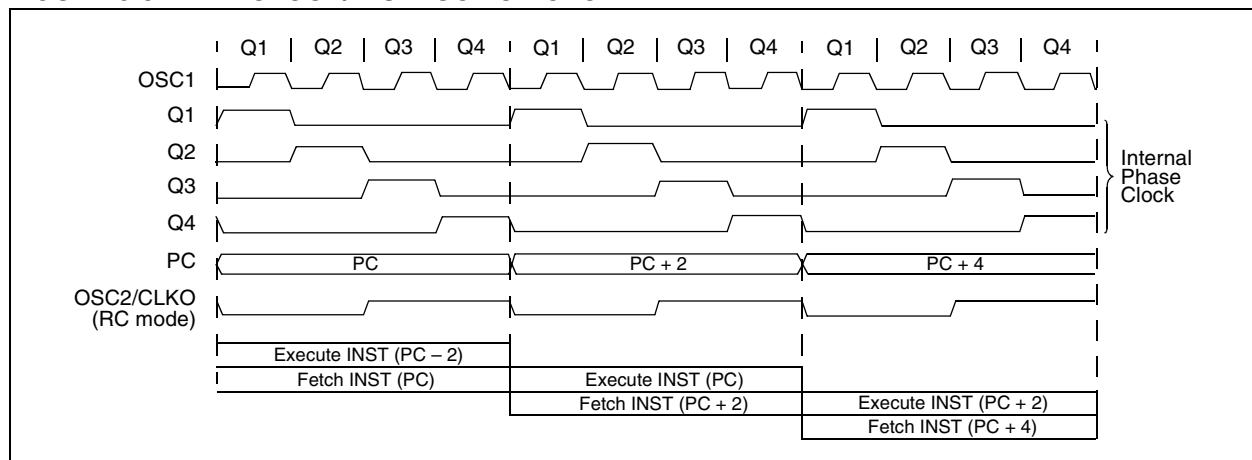 Q1 Q2 Q3 Q4 Q1 Q2 Q3 Q4 Q1 Q2 Q3 Q4
OSC1
Q1
Q2
Q3
Q4
Internal
Phase
Clock
PC PC PC + 2 PC + 4
OSC2/CLKO
(RC mode)
Execute INST (PC – 2)
Fetch INST (PC) Execute INST (PC)
Fetch INST (PC + 2) Execute INST (PC + 2)
Fetch INST (PC + 4)